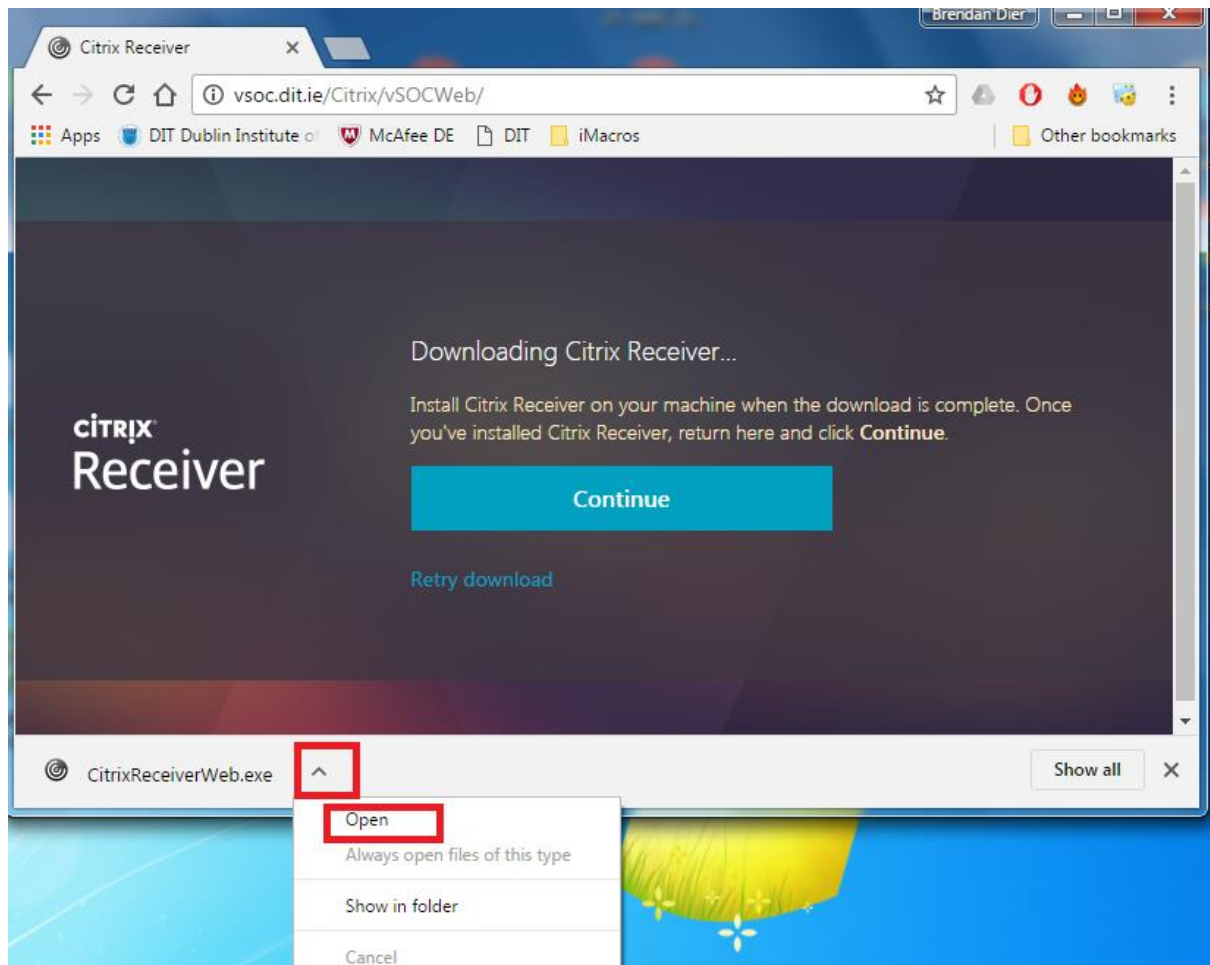 Brendan Dier
Citrix Receiver
vsoc.dit.ie/Citrix/vSOCWeb/
Apps DIT Dublin Institute of McAfee DE DIT iMacros Other bookmarks
Downloading Citrix Receiver...
Install Citrix Receiver on your machine when the download is complete. Once
you've installed Citrix Receiver, return here and click Continue.
CITRIX
Receiver
Continue
Retry download
CitrixReceiverWeb.exe
Show all
Open
Always open files of this type
Show in folder
Cancel